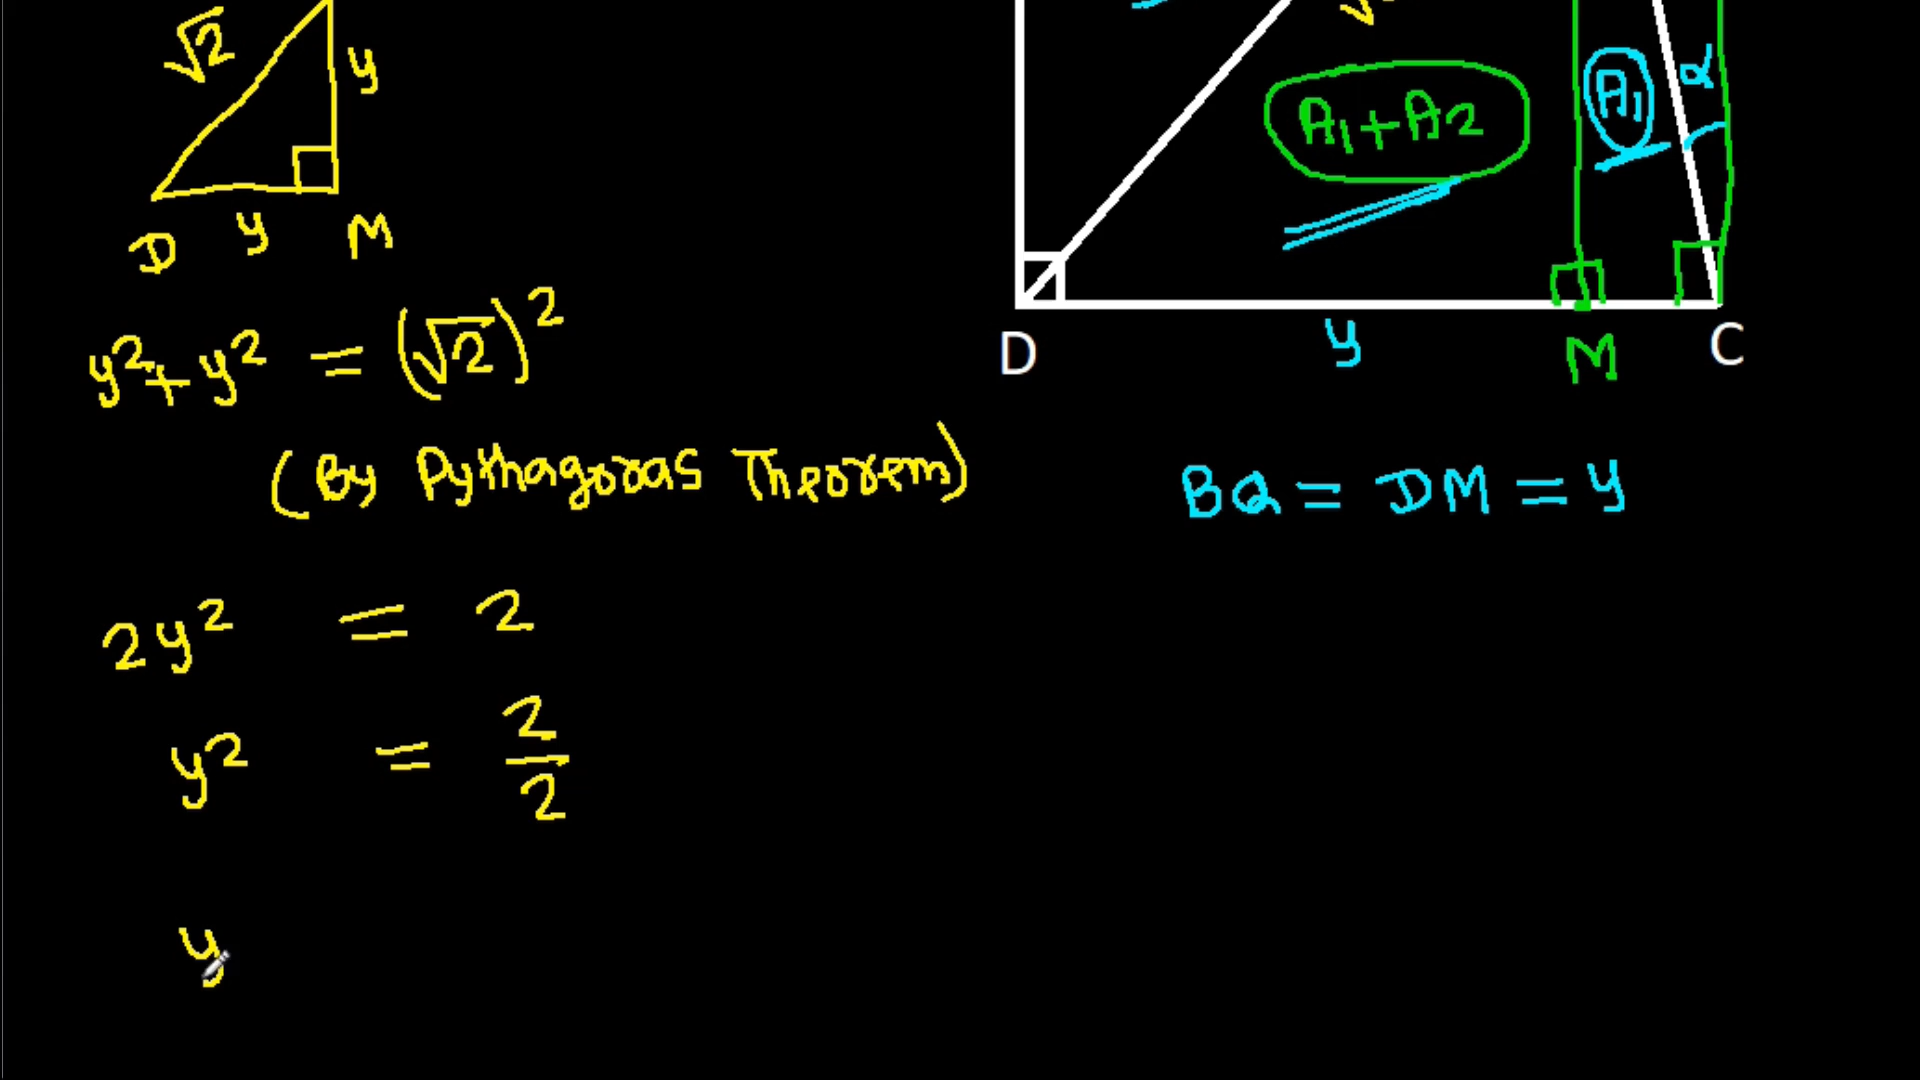 √2
y
D y M
y²+y² = (√2)²
(By Pythagoras Theorem)
2y² = 2
y² = 2/2
y
α
A₁
A₁+A₂
y
D M C
BQ = DM = y